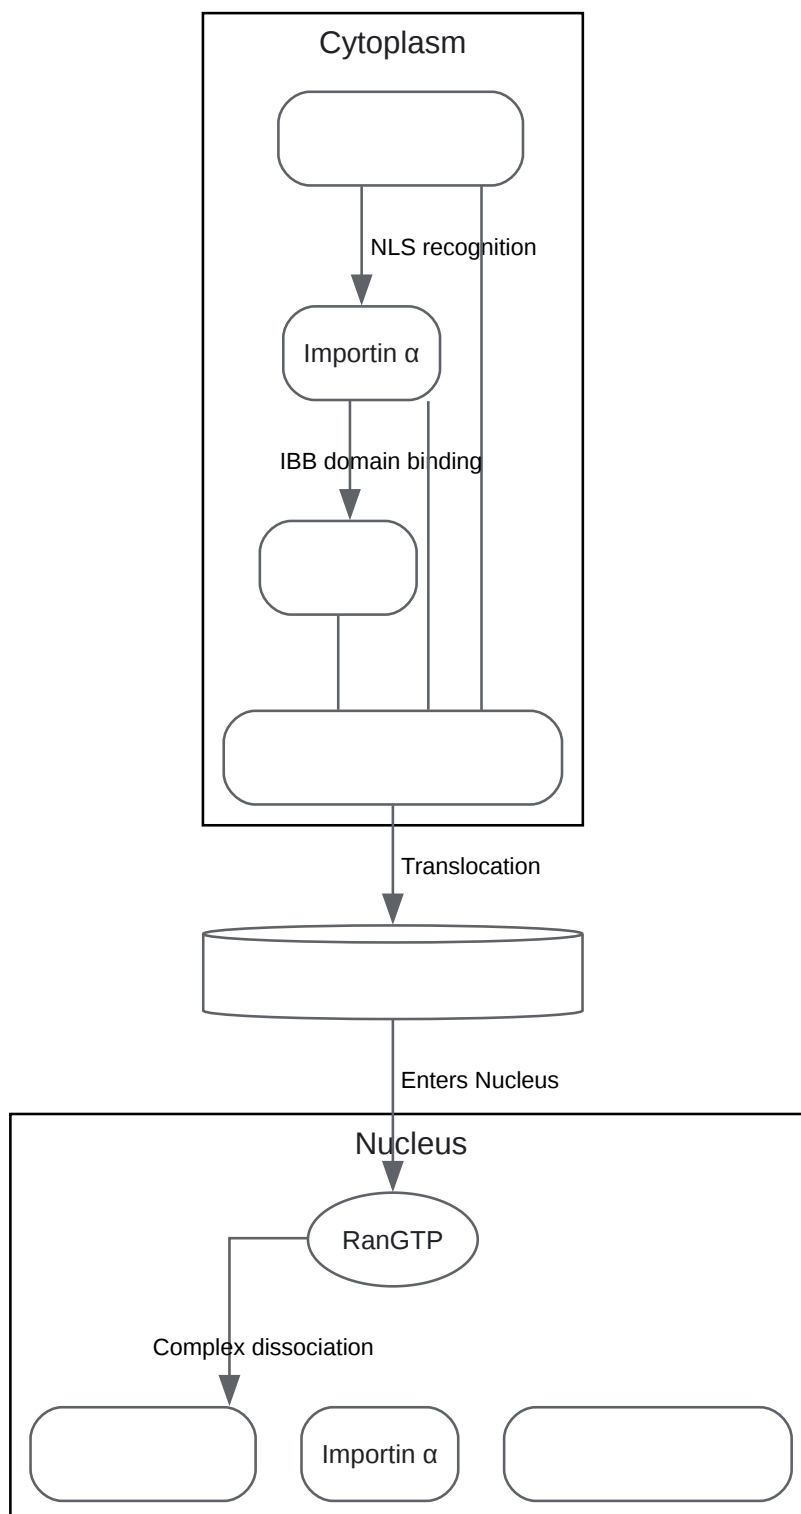 Cytoplasm
NLS recognition
Importin α
IBB domain binding
Translocation
Enters Nucleus
Nucleus
RanGTP
Complex dissociation
Importin α